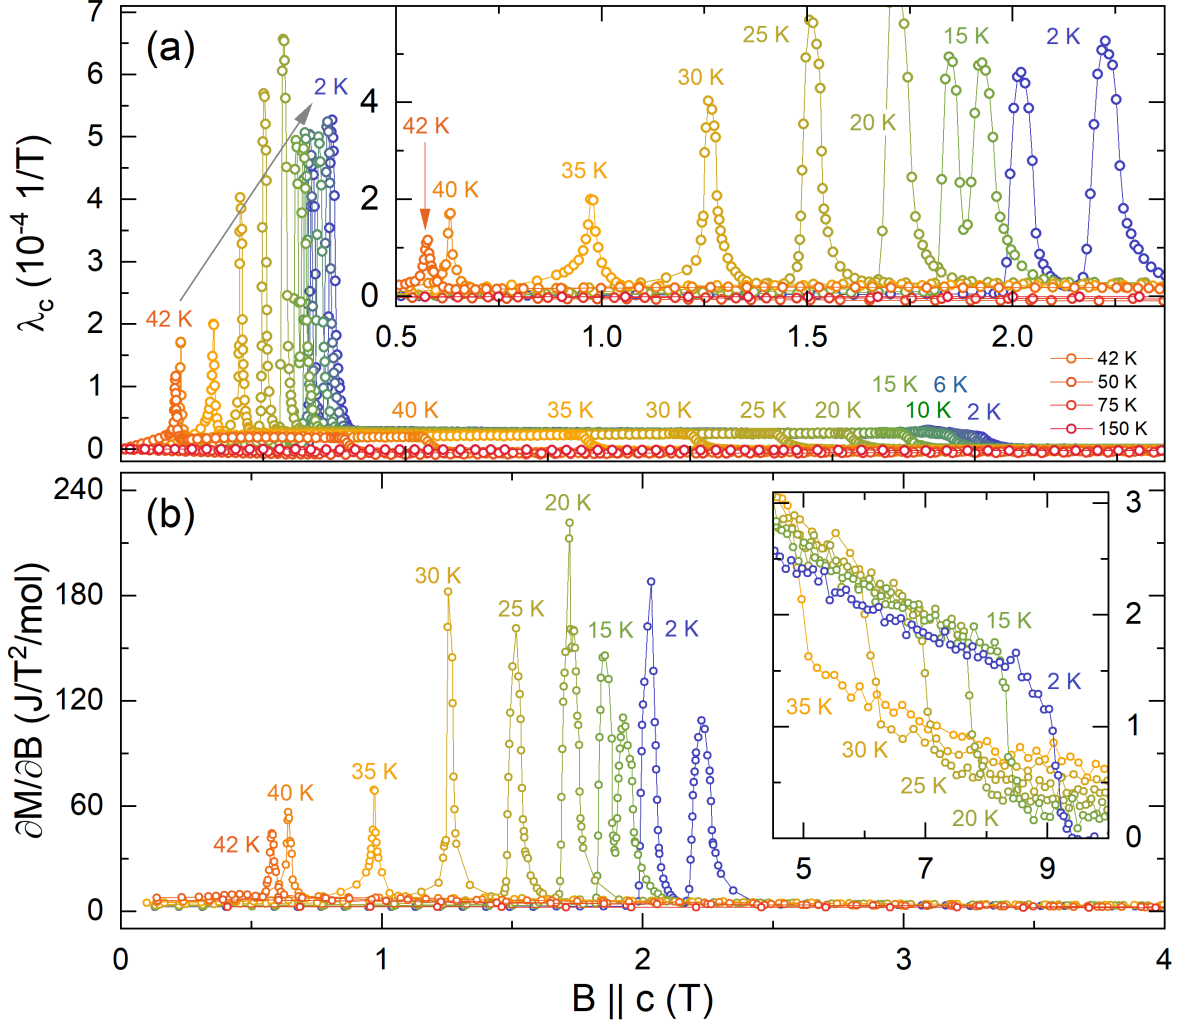 (a)
λc (10-4 1/T)
7
6
5
4
3
2
1
0
2 K
42 K
42 K
40 K
35 K
30 K
25 K
20 K
15 K
2 K
4
2
0
0.5 1.0 1.5 2.0
40 K 35 K 30 K 25 K 20 K 15 K 6 K
10 K 2 K
42 K
50 K
75 K
150 K
(b)
∂M/∂B (J/T2/mol)
240
180
120
60
0
42 K
40 K
35 K
30 K
25 K
20 K
15 K
2 K
3
2
1
0
15 K
2 K
35 K
30 K
25 K
20 K
5 7 9
0 1 2 3 4
B || c (T)